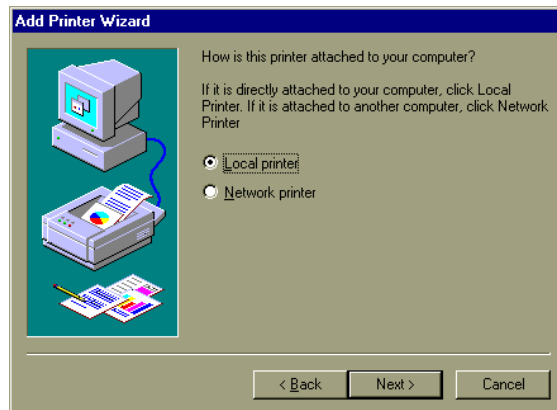 Add Printer Wizard
How is this printer attached to your computer?
If it is directly attached to your computer, click Local
Printer. If it is attached to another computer, click Network
Printer
Local printer
Network printer
< Back
Next >
Cancel